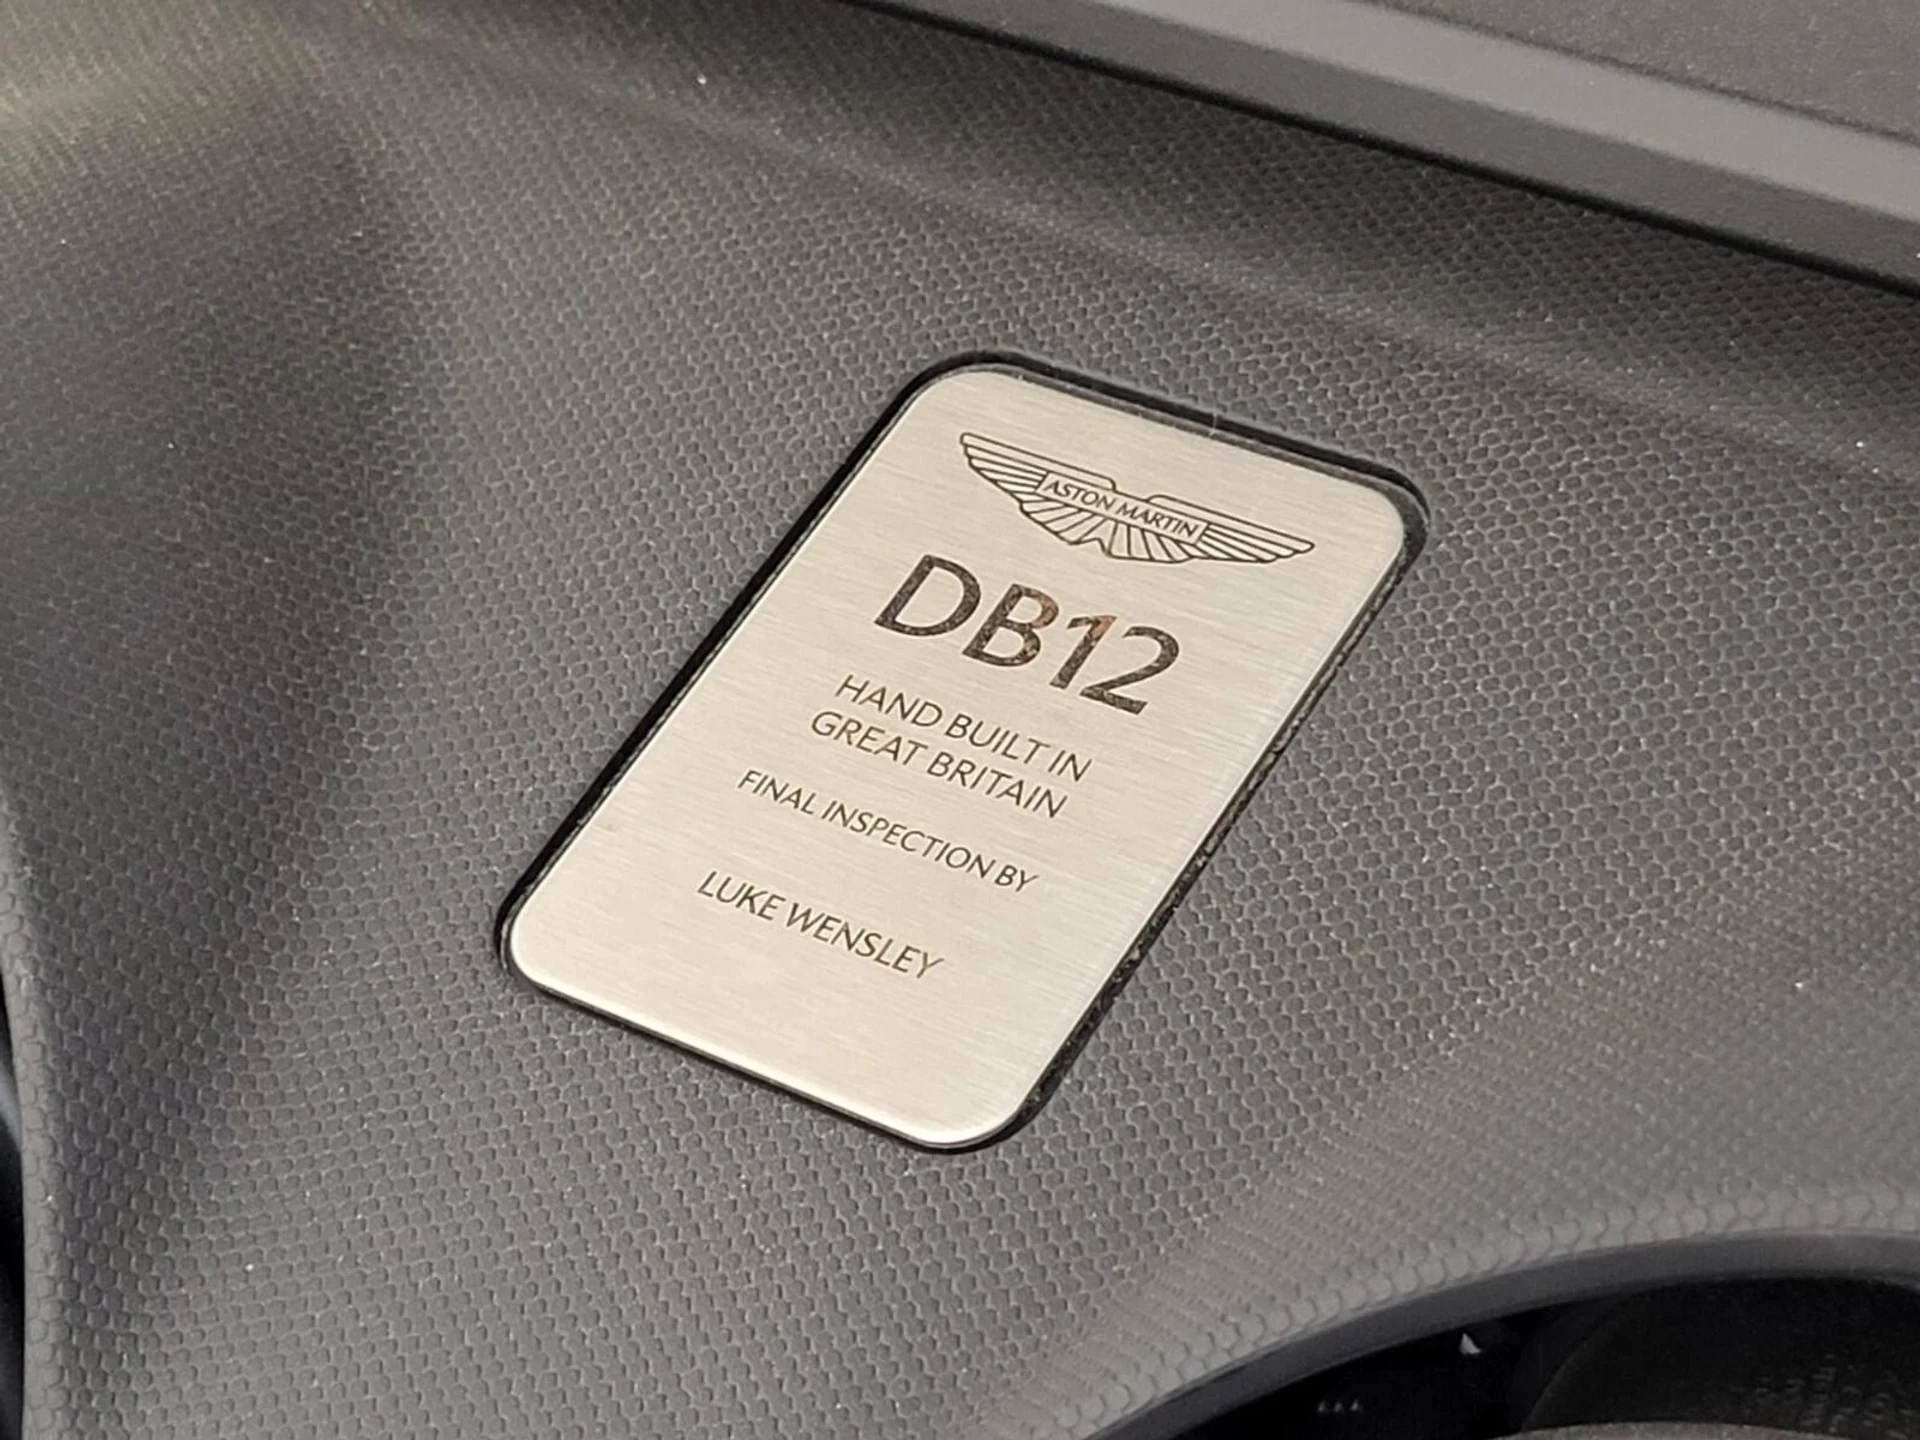 ASTON MARTIN
DB12
HAND BUILT IN
GREAT BRITAIN
FINAL INSPECTION BY
LUKE WENSLEY